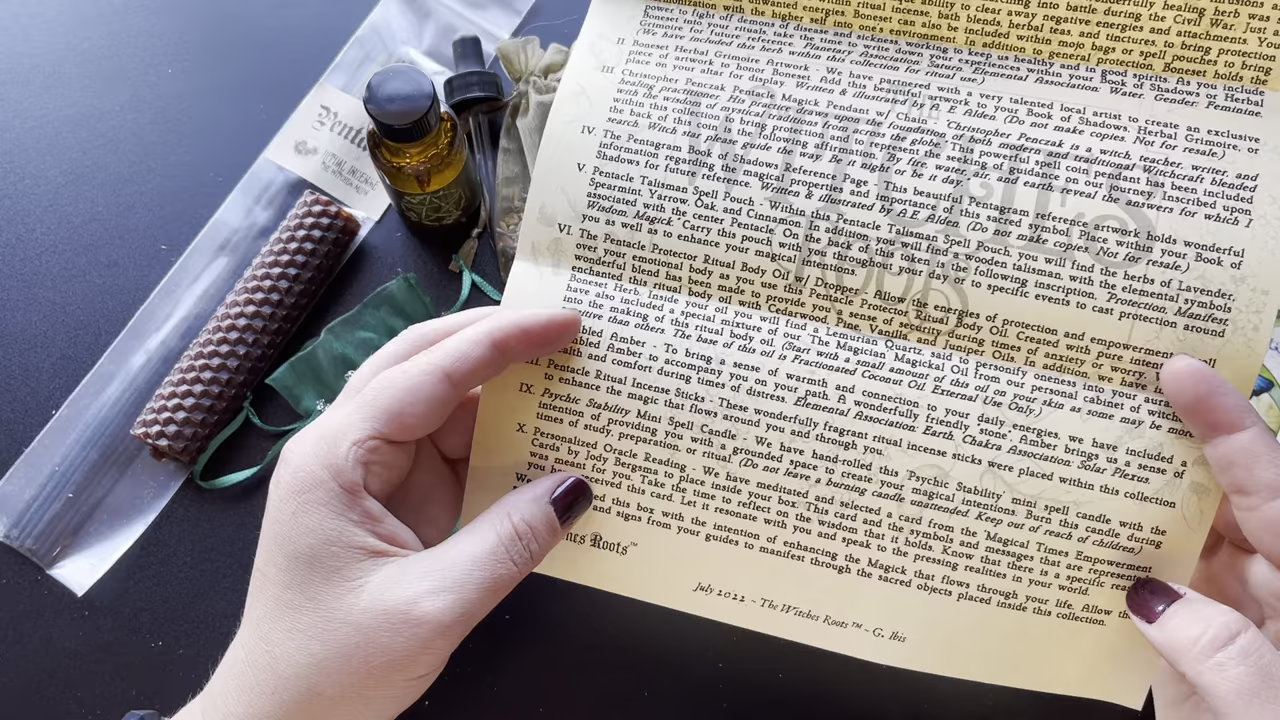 Penta
RITUAL INCENSE
ability to clear away negative energies and attachments. You
into battle during the Civil War. Just a
unwanted energies. Boneset can also be included within mojo bags or spell pouches to bring
with the higher self into one's environment. In addition to general protection, Boneset holds the
power to fight off demons of disease and sickness, working to keep us healthy and in good spirits. As you include
Boneset into your rituals, take the time to write down your experiences within your Book of Shadows or Herbal
Grimoire for future reference. Planetary Association: Saturn, Elemental Association: Water. Gender: Feminine.
(We have included this herb within this collection for ritual use.)
II. Boneset Herbal Grimoire Artwork - We have partnered with a very talented local artist to create an exclusive
piece of artwork to honor Boneset. Add this beautiful artwork to your Book of Shadows, Herbal Grimoire, or
place on your altar for display. Written & illustrated by A. E. Alden (Do not make copies. Not for resale.)
III. Christopher Penczak Pentacle Magick Pendant w/ Chain - Christopher Penczak is a witch, teacher, writer, and
healing practitioner. His practice draws upon the foundation of both modern and traditional Witchcraft blended
with the wisdom of mystical traditions from across the globe. This powerful spell pendant has been included
within this collection to bring protection and to represent the seeking of guidance on our journey. Inscribed upon
the back of this coin is the following affirmation, "By fire, water, air, and earth, reveal the answers for which I
search. Witch star please guide the way. Be it night or be it day."
IV. The Pentagram Book of Shadows Reference Page - This beautiful Pentagram reference artwork holds wonderful
information regarding the magical properties and importance of this sacred symbol. Place within your Book of
Shadows for future reference. Written & illustrated by A.E. Alden (Do not make copies. Not for resale.)
V. Pentacle Talisman Spell Pouch - Within this Pentacle Talisman Spell Pouch, you will find the herbs of Lavender,
Spearmint, Yarrow, Oak, and Cinnamon. In addition you will find a wooden talisman, with the elemental symbols
associated with the center Pentacle. On the back of this token is the following inscription, "Protection, Manifest,
Wisdom, Magick." Carry this pouch with you throughout your day or to specific events to cast protection around
you as well as to enhance your magical intentions.
VI. The Pentacle Protector Ritual Body Oil w/ Dropper - Allow the energies of protection and empowerment
over your emotional body as you use this Pentacle Protector Ritual Body Oil. Created with pure intent
wonderful blend has been made to provide you a sense of security during times of anxiety or worry.
enchanted this ritual body with Cedarwood, Pine, Vanilla, and Juniper Oils. In addition, we have
Boneset Herb. Inside your oil you will find a Lemurian Quartz, said to personify oneness into your aura
have also included a special mixture of our The Magician Magickal Oil from our personal cabinet of witch
into the making of this ritual body oil. (Start with a small amount of this oil on your skin as some may be more
than others. The base of this oil is Fractionated Coconut Oil. External Use Only.)
Amber - To bring a sense of warmth and connection to your daily energies, we have included a
Amber to accompany you on your path. A wonderfully friendly 'stone', Amber brings us a sense of
and comfort during times of distress. Elemental Association: Earth, Chakra Association: Solar Plexus.
Pentacle Ritual Incense Sticks - These wonderfully fragrant ritual incense sticks were placed within this collection
to enhance the magic that flows around you and through you.
IX. Psychic Stability Mini Spell Candle - We have hand-rolled this 'Psychic Stability' mini spell candle with the
intention of providing you with a grounded space to create your magical intentions. Burn this candle during
times of study, preparation, or ritual. (Do not leave a burning candle unattended. Keep out of reach of children.)
X. Personalized Oracle Reading - We have meditated and selected a card from the 'Magical Times Empowerment
Cards' by Jody Bergsma to place inside your box. This card and the symbols and messages that are represented
was meant for you. Take the time to reflect on the wisdom that it holds. Know that there is a specific reason
you have received this card. Let it resonate with you and speak to the pressing realities in your world.
We this box with the intention of enhancing the Magick that flows through your life. Allow the
and signs from your guides to manifest through the sacred objects placed inside this collection.
Roots™
July 2022 ~ The Witches Roots™ ~ G. Ibis